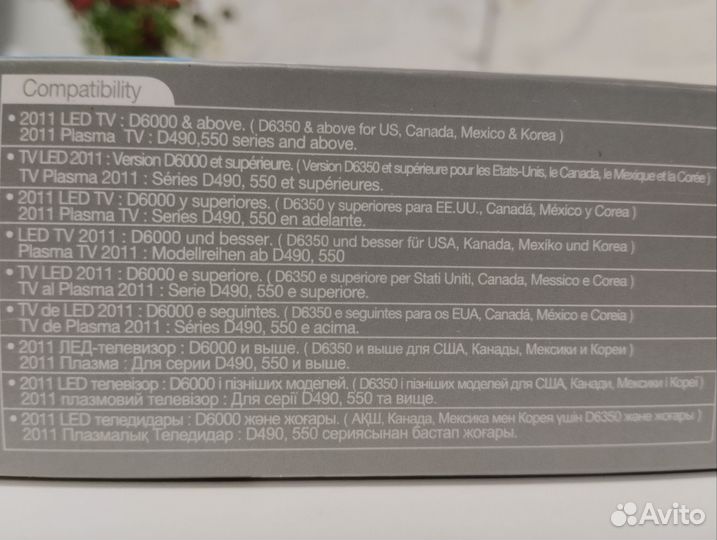 Compatibility
• 2011 LED TV : D6000 & above. ( D6350 & above for US, Canada, Mexico & Korea )
2011 Plasma TV : D490,550 series and above.
• TV LED 2011 : Version D6000 et supérieure. ( Version D6350 et supérieure pour les Etats-Unis, le Canada, le Mexique et la Corée )
TV Plasma 2011 : Séries D490, 550 et supérieures.
• 2011 LED TV : D6000 y superiores. ( D6350 y superiores para EE.UU., Canadá, México y Corea )
2011 Plasma TV : Series D490, 550 en adelante.
• LED TV 2011 : D6000 und besser. ( D6350 und besser für USA, Kanada, Mexiko und Korea )
Plasma TV 2011 : Modellreihen ab D490, 550
• TV LED 2011 : D6000 e superiore. ( D6350 e superiore per Stati Uniti, Canada, Messico e Corea )
TV al Plasma 2011 : Serie D490, 550 e superiore.
• TV de LED 2011 : D6000 e seguintes. ( D6350 e seguintes para os EUA, Canadá, México e Coreia )
TV de Plasma 2011 : Séries D490, 550 e acima.
• 2011 ЛЕД-телевизор : D6000 и выше. ( D6350 и выше для США, Канады, Мексики и Кореи )
2011 Плазма : Для серии D490, 550 и выше.
• 2011 LED телевізор : D6000 і пізніших моделей. ( D6350 і пізніших моделей для США, Канади, Мексики і Кореї )
2011 плазмовий телевізор : Для серії D490, 550 та вище.
• 2011 LED теледидары : D6000 және жоғары. ( АҚШ, Канада, Мексика мен Корея үшін D6350 және жоғары )
2011 Плазмалық Теледидар : D490, 550 сериясынан бастап жоғары.
Avito